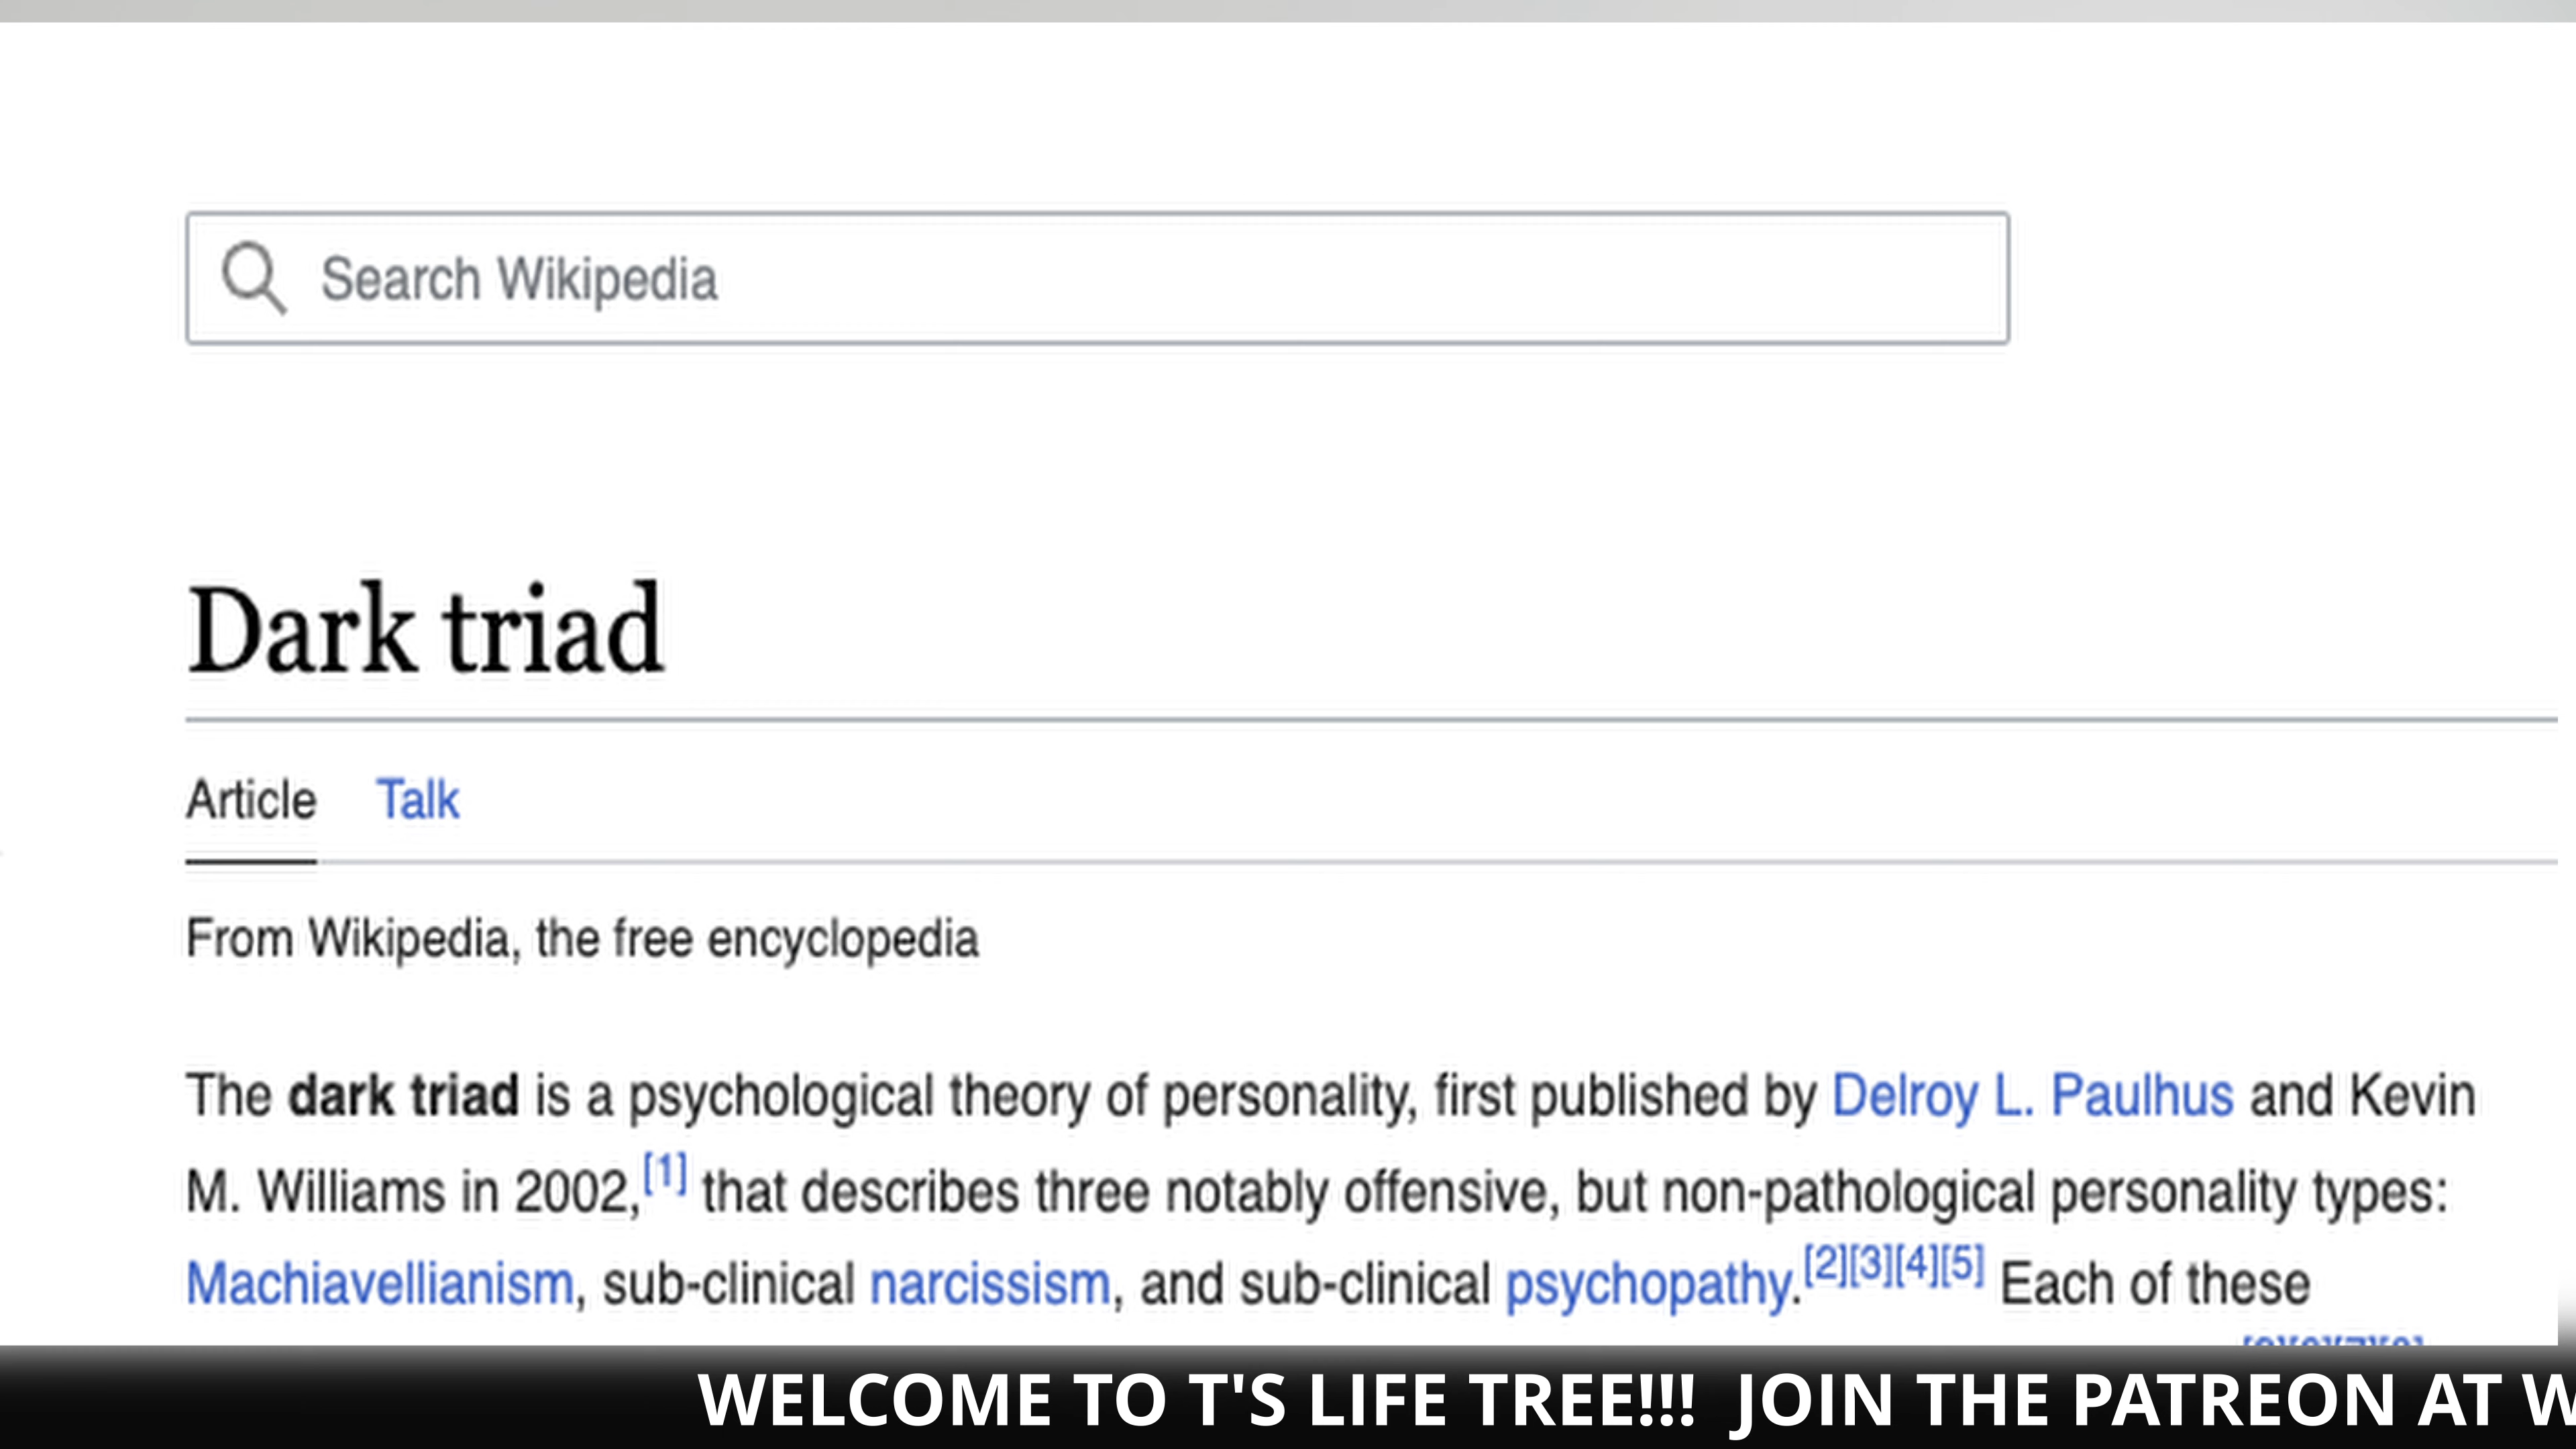 Search Wikipedia
Dark triad
Article Talk
From Wikipedia, the free encyclopedia
The dark triad is a psychological theory of personality, first published by Delroy L. Paulhus and Kevin
M. Williams in 2002,[1] that describes three notably offensive, but non-pathological personality types:
Machiavellianism, sub-clinical narcissism, and sub-clinical psychopathy.[2][3][4][5] Each of these
WELCOME TO T'S LIFE TREE!!! JOIN THE PATREON AT W